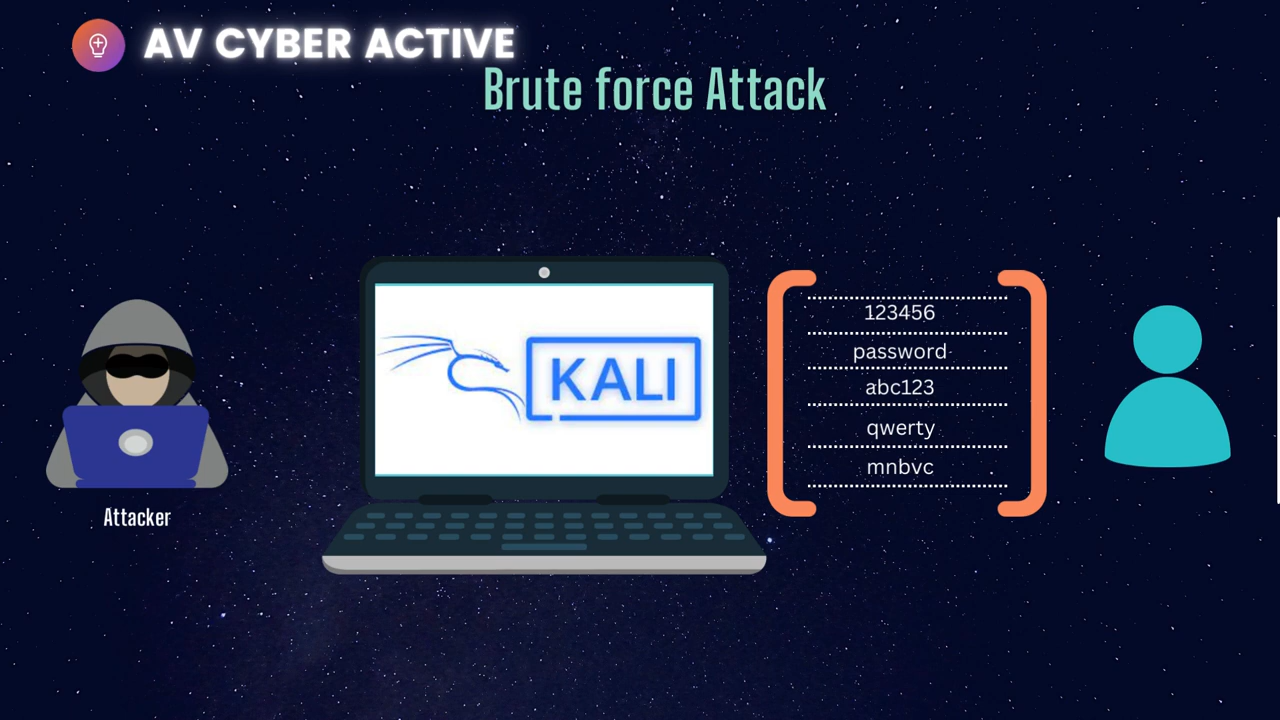 AV CYBER ACTIVE
Brute force Attack
KALI
123456
password
abc123
qwerty
mnbvc
Attacker